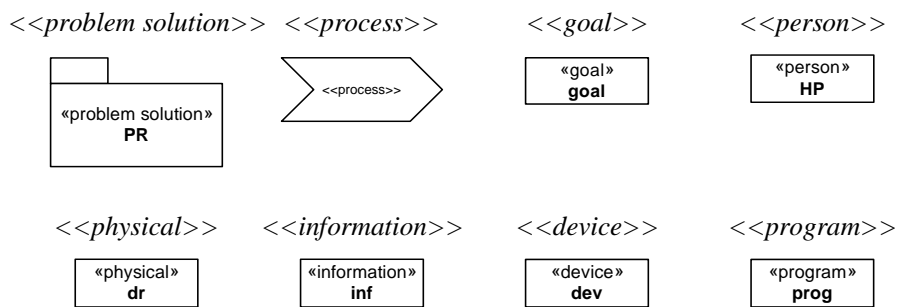 <<problem solution>> <<process>> <<goal>> <<person>>
«problem solution»
PR
<<process>>
«goal»
goal
«person»
HP
<<physical>> <<information>> <<device>> <<program>>
«physical»
dr
«information»
inf
«device»
dev
«program»
prog